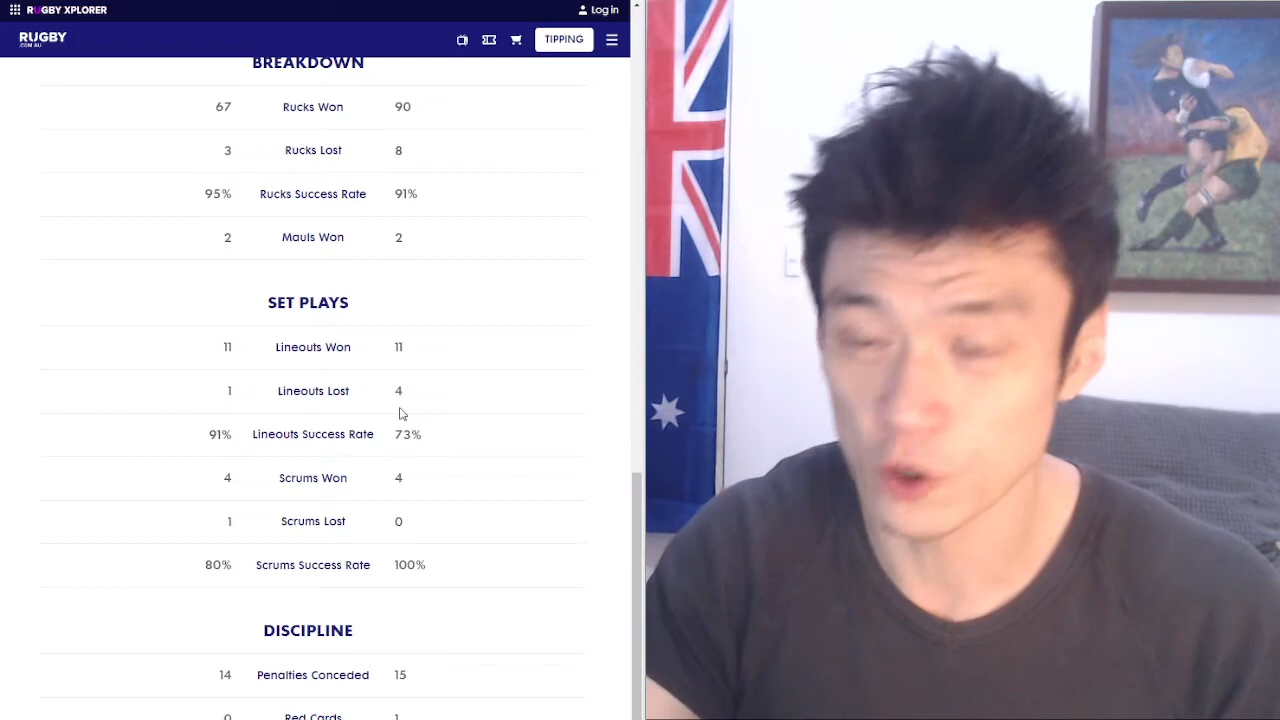 RUGBY XPLORER
Log in
RUGBY
.COM.AU
TIPPING
BREAKDOWN
67 Rucks Won 90
3 Rucks Lost 8
95% Rucks Success Rate 91%
2 Mauls Won 2
SET PLAYS
11 Lineouts Won 11
1 Lineouts Lost 4
91% Lineouts Success Rate 73%
4 Scrums Won 4
1 Scrums Lost 0
80% Scrums Success Rate 100%
DISCIPLINE
14 Penalties Conceded 15
0 Red Cards 1